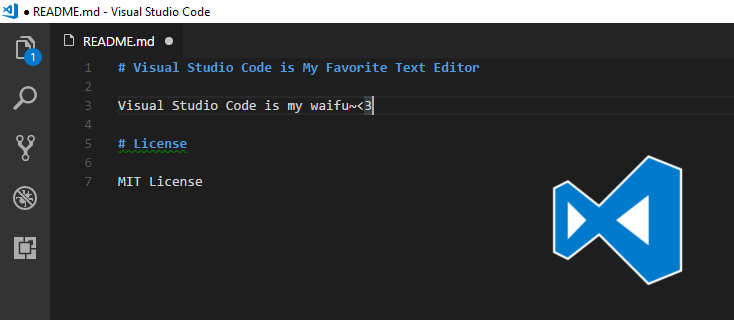 ● README.md - Visual Studio Code
1
README.md ●
1 # Visual Studio Code is My Favorite Text Editor
2
3 Visual Studio Code is my waifu~<3
4
5 # License
6
7 MIT License